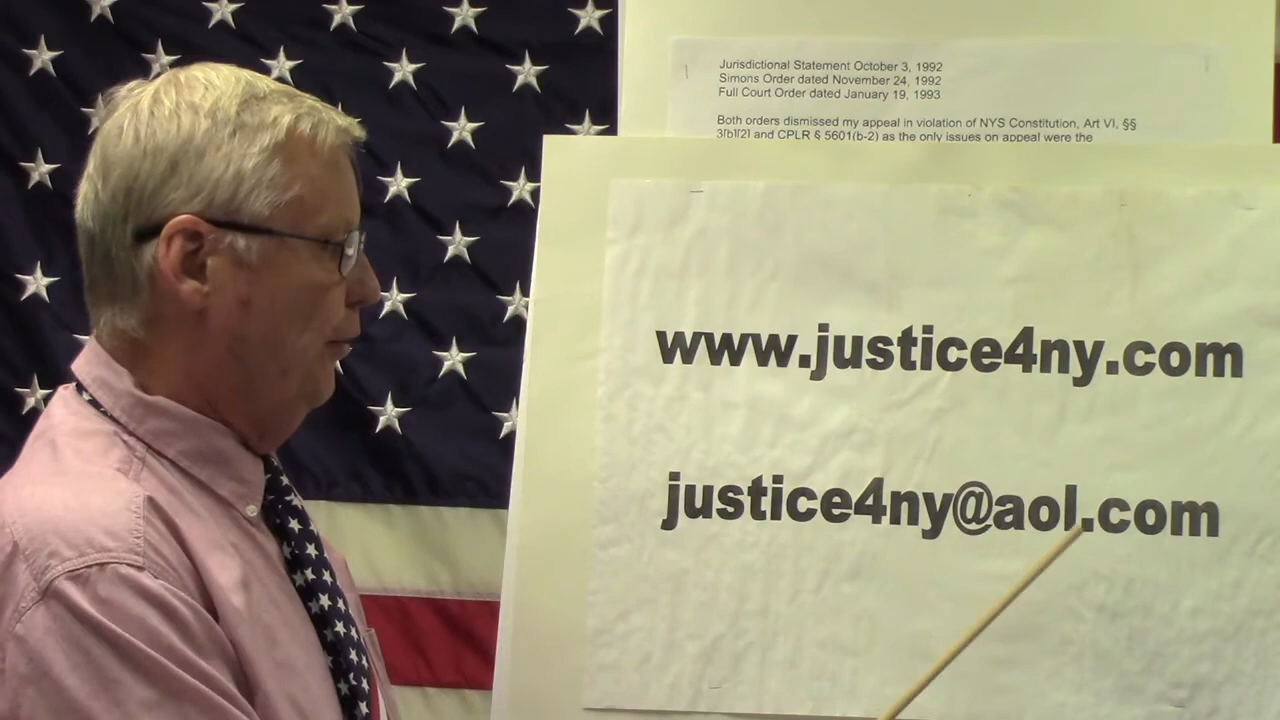 Jurisdictional Statement October 3, 1992
Simons Order dated November 24, 1992
Full Court Order dated January 19, 1993
Both orders dismissed my appeal in violation of NYS Constitution, Art VI, §§
3[b][2] and CPLR § 5601(b-2) as the only issues on appeal were the
www.justice4ny.com
justice4ny@aol.com